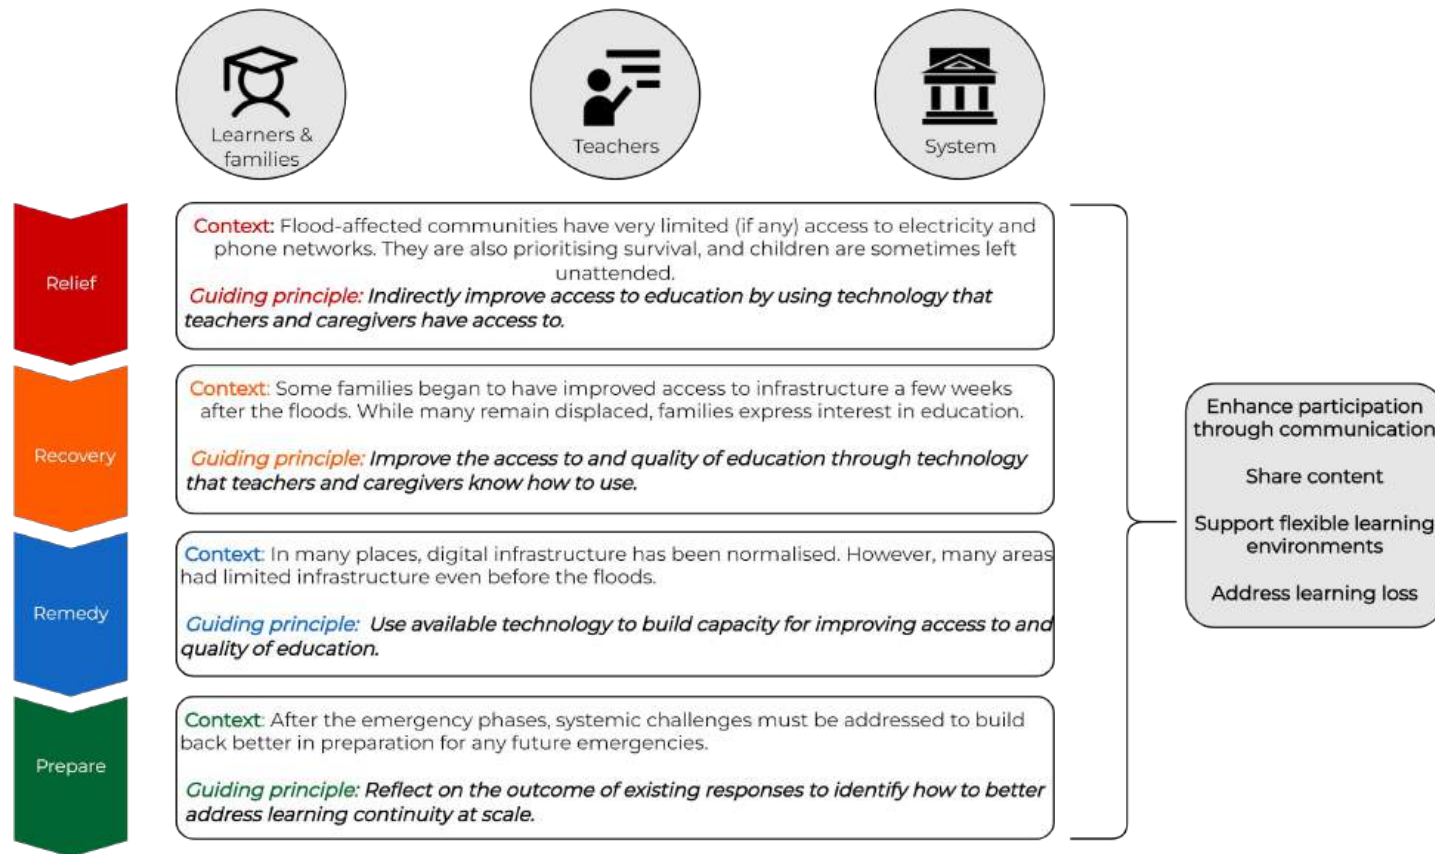 Learners &
families
Teachers
System
Relief
Context: Flood-affected communities have very limited (if any) access to electricity and
phone networks. They are also prioritising survival, and children are sometimes left
unattended.
Guiding principle: Indirectly improve access to education by using technology that
teachers and caregivers have access to.
Recovery
Context: Some families began to have improved access to infrastructure a few weeks
after the floods. While many remain displaced, families express interest in education.
Guiding principle: Improve the access to and quality of education through technology
that teachers and caregivers know how to use.
Remedy
Context: In many places, digital infrastructure has been normalised. However, many areas
had limited infrastructure even before the floods.
Guiding principle: Use available technology to build capacity for improving access to and
quality of education.
Prepare
Context: After the emergency phases, systemic challenges must be addressed to build
back better in preparation for any future emergencies.
Guiding principle: Reflect on the outcome of existing responses to identify how to better
address learning continuity at scale.
Enhance participation
through communication
Share content
Support flexible learning
environments
Address learning loss